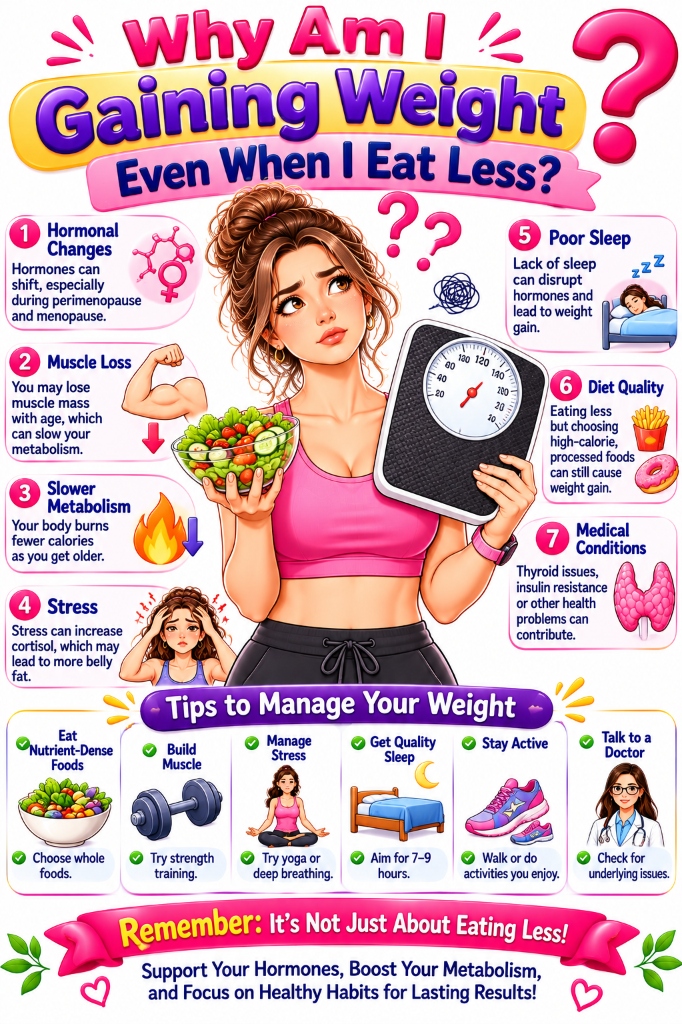 Why Am I
Gaining Weight
Even When I Eat Less?
?
? ?
1 Hormonal
Changes
Hormones can
shift, especially
during perimenopause
and menopause.
2 Muscle Loss
You may lose
muscle mass
with age, which
can slow your
metabolism.
3 Slower
Metabolism
Your body burns
fewer calories
as you get older.
4 Stress
Stress can increase
cortisol, which may
lead to more belly
fat.
5 Poor Sleep
Lack of sleep
can disrupt
hormones and
lead to weight
gain.
z z Z
6 Diet Quality
Eating less
but choosing
high-calorie,
processed foods
can still cause
weight gain.
7 Medical
Conditions
Thyroid issues,
insulin resistance
or other health
problems can
contribute.
Tips to Manage Your Weight
Eat
Nutrient-Dense
Foods
Choose whole
foods.
Build
Muscle
Try strength
training.
Manage
Stress
Try yoga or
deep breathing.
Get Quality
Sleep
Aim for 7–9
hours.
Stay Active
Walk or do
activities you enjoy.
Talk to a
Doctor
Check for
underlying issues.
Remember: It's Not Just About Eating Less!
Support Your Hormones, Boost Your Metabolism,
and Focus on Healthy Habits for Lasting Results!